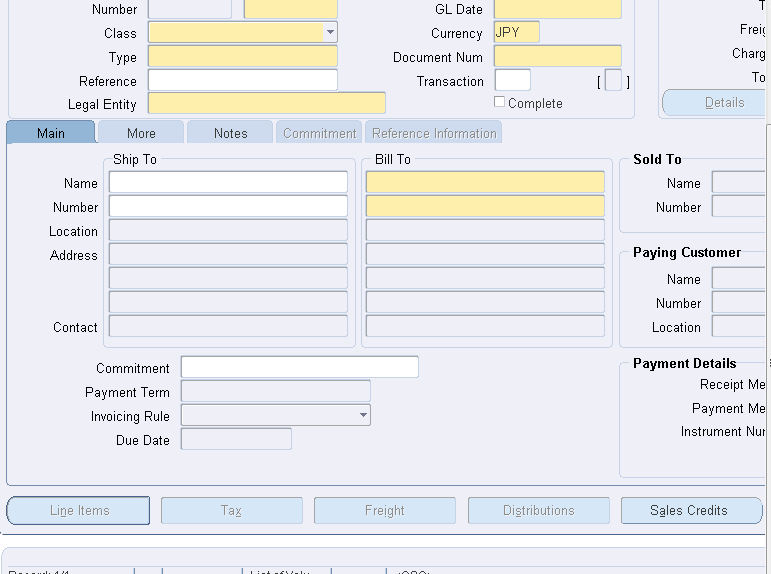 Number
GL Date
Class
Currency JPY
Freig
Type
Document Num
Charg
Reference
Transaction [ ]
To
Legal Entity
Complete
Details
Main More Notes Commitment Reference Information
Ship To Bill To Sold To
Name Name
Number Number
Location
Address Paying Customer
Name
Number
Contact Location
Commitment Payment Details
Receipt Me
Payment Term Payment Me
Invoicing Rule Instrument Nur
Due Date
Line Items Tax Freight Distributions Sales Credits